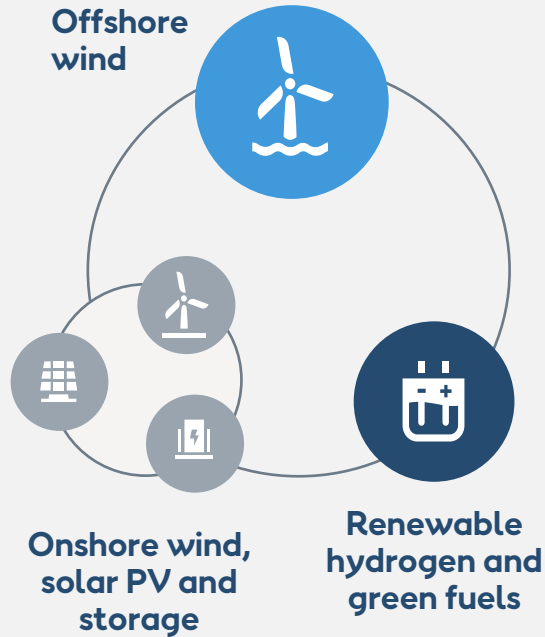 Offshore
wind
Onshore wind,
solar PV and
storage
Renewable
hydrogen and
green fuels